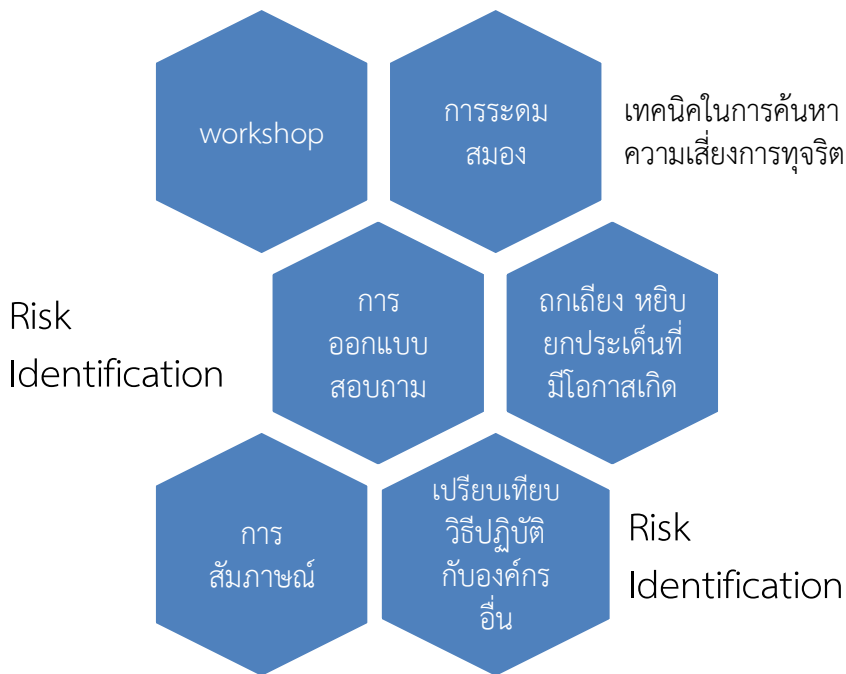 workshop
การระดม
สมอง
เทคนิคในการค้นหา
ความเสี่ยงการทุจริต
Risk
Identification
การ
ออกแบบ
สอบถาม
ถกเถียง หยิบ
ยกประเด็นที่
มีโอกาสเกิด
การ
สัมภาษณ์
เปรียบเทียบ
วิธีปฏิบัติ
กับองค์กร
อื่น
Risk
Identification